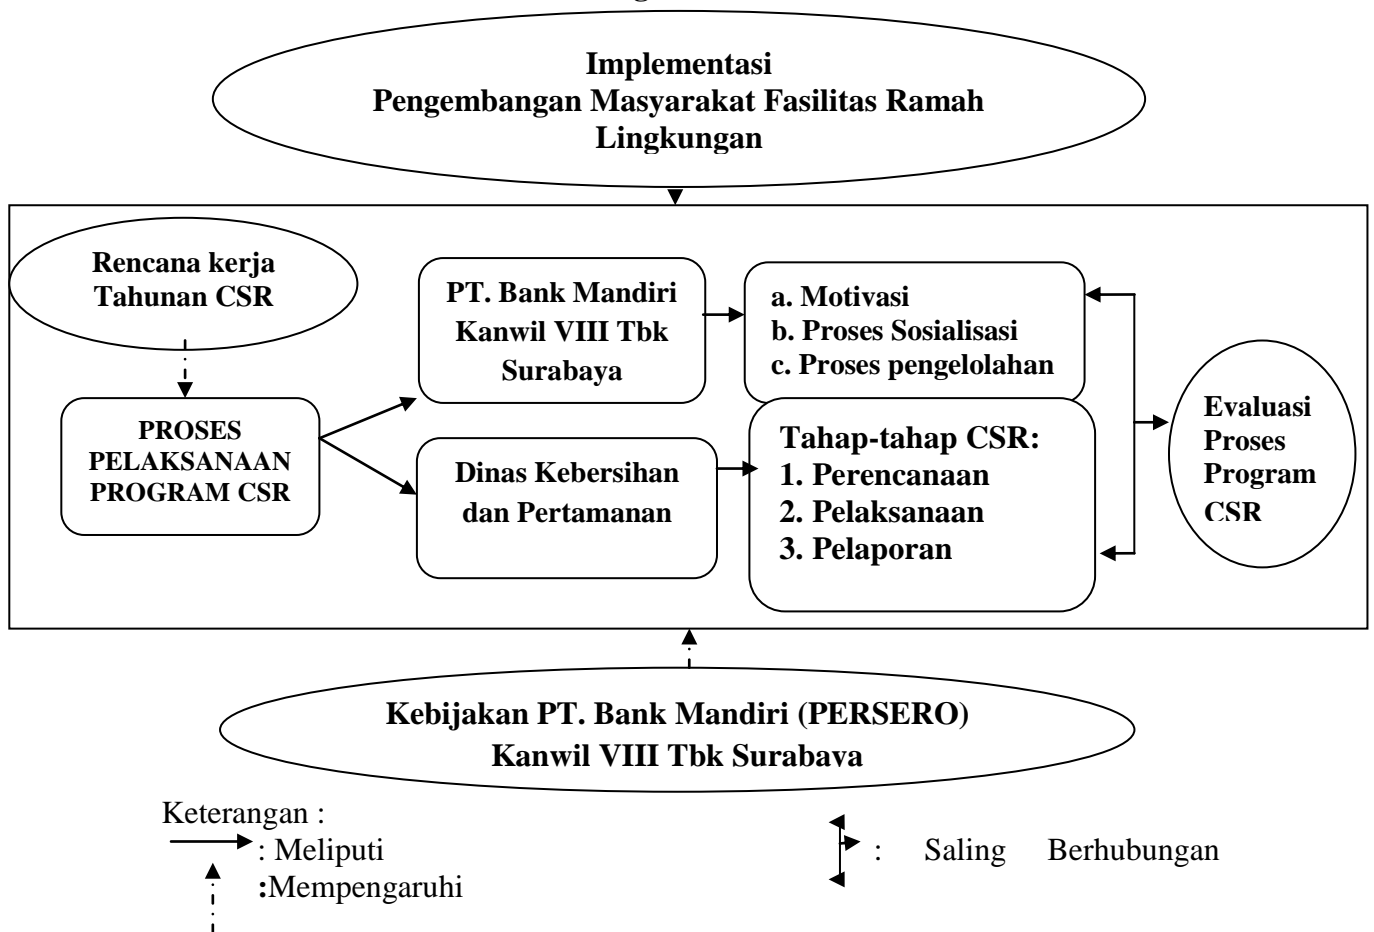 Implementasi
Pengembangan Masyarakat Fasilitas Ramah
Lingkungan
Rencana kerja
Tahunan CSR
PROSES
PELAKSANAAN
PROGRAM CSR
PT. Bank Mandiri
Kanwil VIII Tbk
Surabaya
Dinas Kebersihan
dan Pertamanan
a. Motivasi
b. Proses Sosialisasi
c. Proses pengelolahan
Tahap-tahap CSR:
1. Perencanaan
2. Pelaksanaan
3. Pelaporan
Evaluasi
Proses
Program
CSR
Kebijakan PT. Bank Mandiri (PERSERO)
Kanwil VIII Tbk Surabaya
Keterangan :
: Meliputi
:Mempengaruhi
: Saling Berhubungan